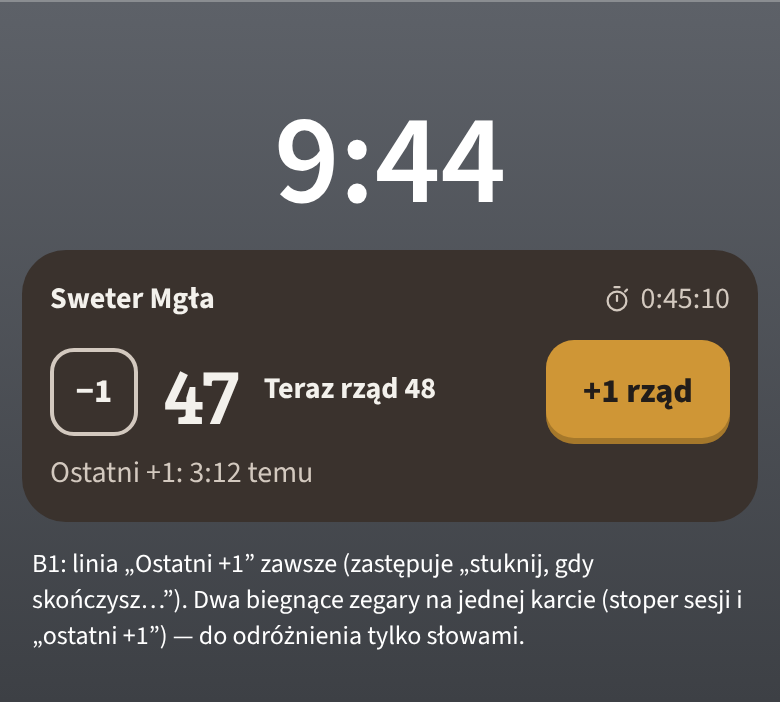 9:44
Sweter Mgła
0:45:10
−1
47
Teraz rząd 48
+1 rząd
Ostatni +1: 3:12 temu
B1: linia „Ostatni +1” zawsze (zastępuje „stuknij, gdy
skończysz…”). Dwa biegnące zegary na jednej karcie (stoper sesji i
„ostatni +1”) — do odróżnienia tylko słowami.